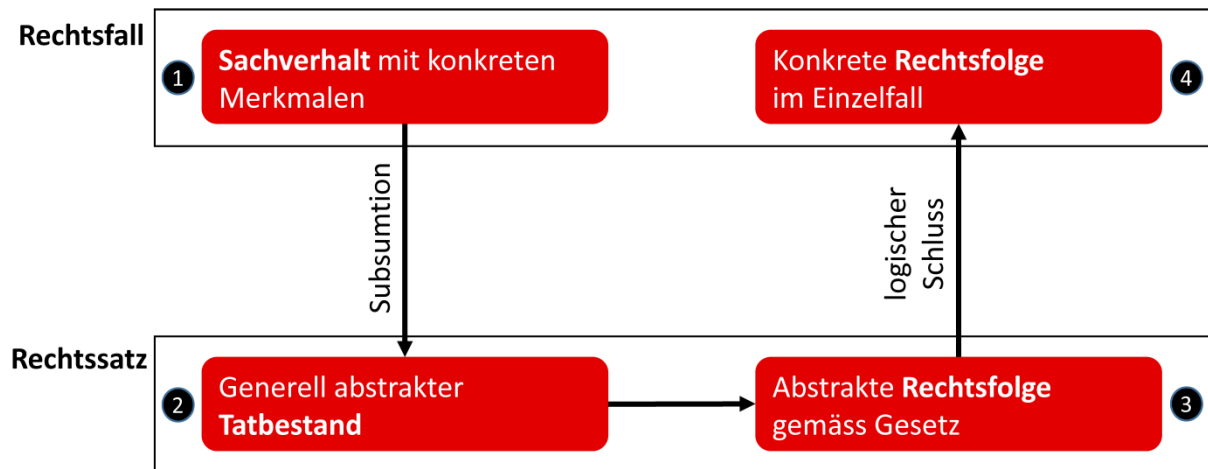 Rechtsfall
1
Sachverhalt mit konkreten
Merkmalen
Konkrete Rechtsfolge
im Einzelfall
4
Subsumtion
logischer
Schluss
Rechtssatz
2
Generell abstrakter
Tatbestand
Abstrakte Rechtsfolge
gemäss Gesetz
3